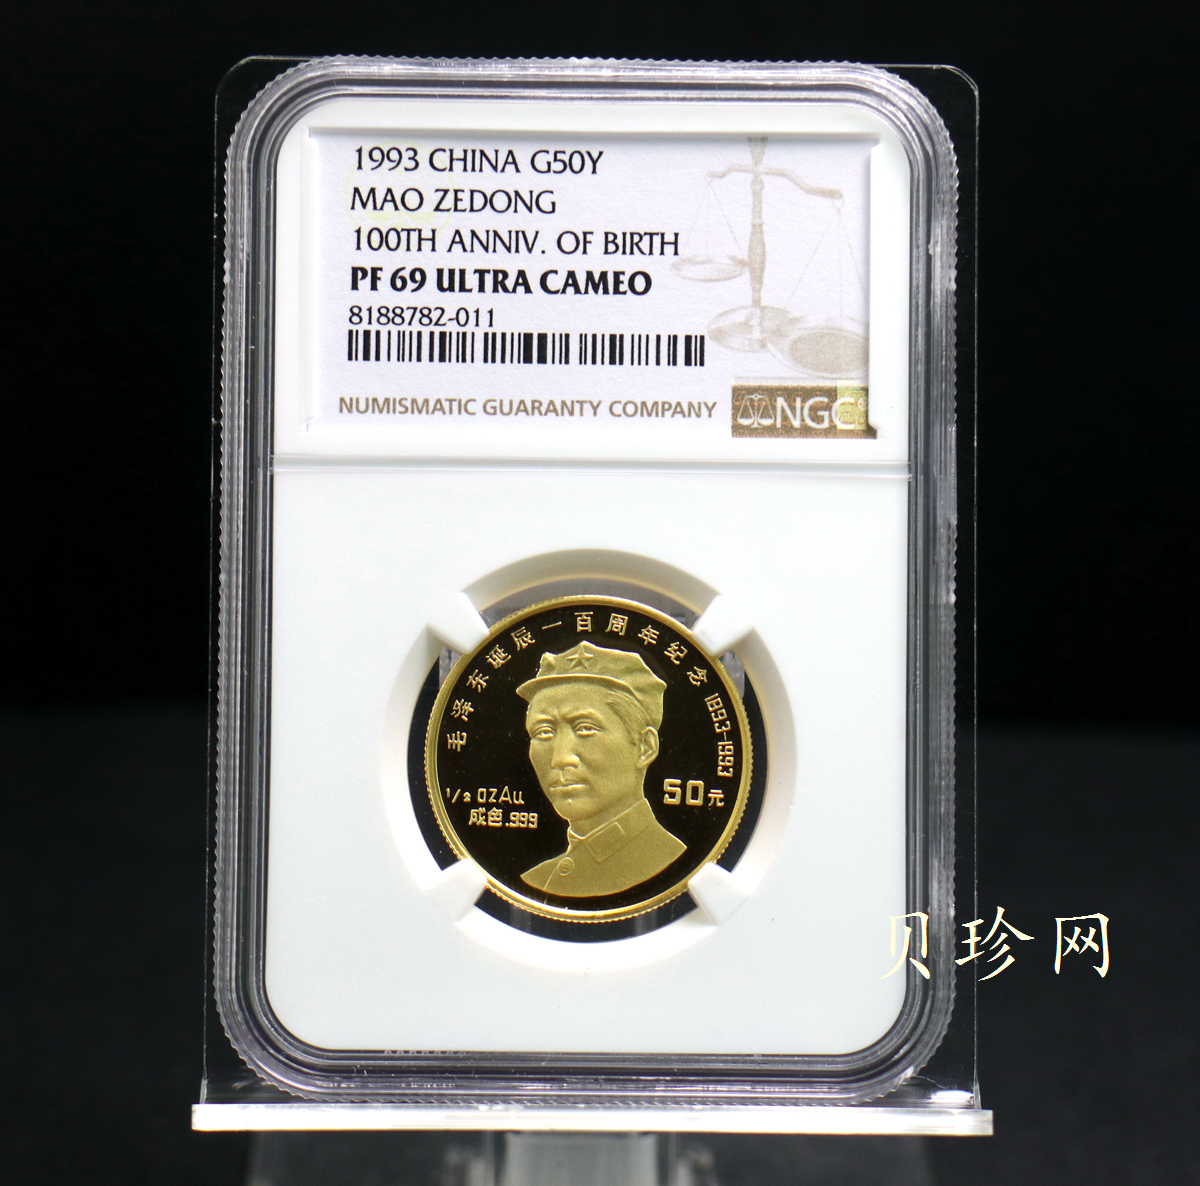 1993 CHINA G50Y
MAO ZEDONG
100TH ANNIV. OF BIRTH
PF 69 ULTRA CAMEO
8188782-011
NUMISMATIC GUARANTY COMPANY
NGC
毛泽东诞辰一百周年纪念 1893-1993
1/2 OZAu
成色.999
50元
贝珍网